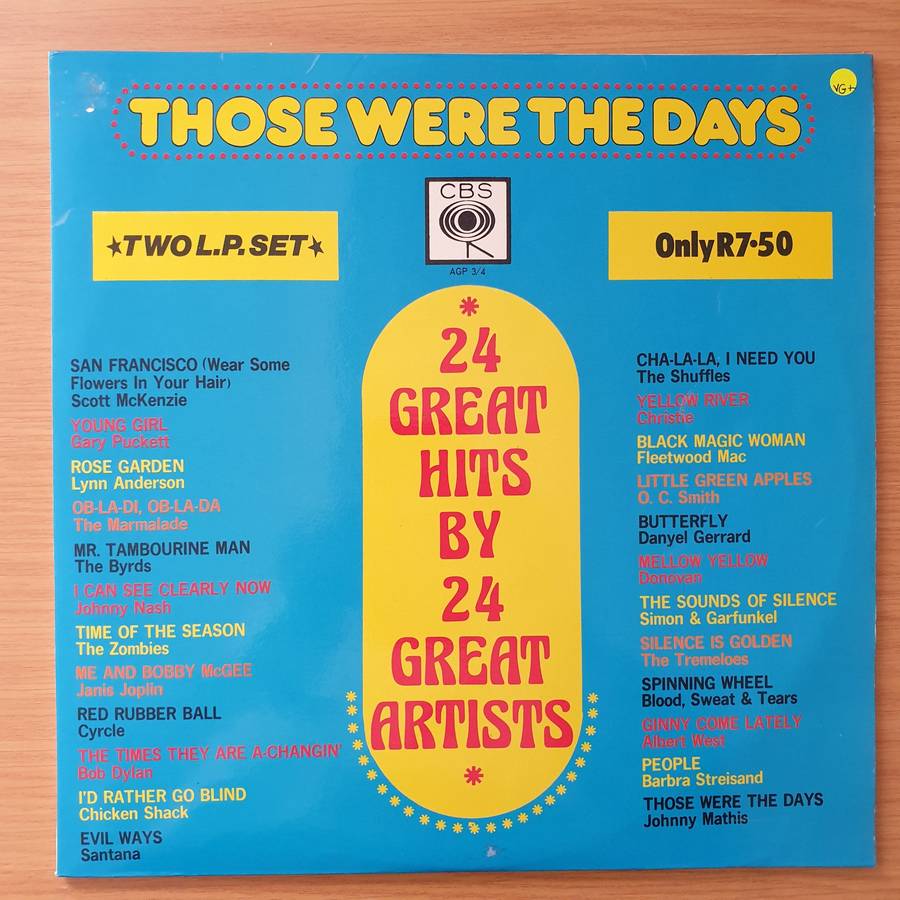 VG+
THOSE WERE THE DAYS
CBS
AGP 3/4
TWO L.P. SET
Only R7·50
24
GREAT
HITS
BY
24
GREAT
ARTISTS
SAN FRANCISCO (Wear Some
Flowers In Your Hair)
Scott McKenzie
YOUNG GIRL
Gary Puckett
ROSE GARDEN
Lynn Anderson
OB-LA-DI, OB-LA-DA
The Marmalade
MR. TAMBOURINE MAN
The Byrds
I CAN SEE CLEARLY NOW
Johnny Nash
TIME OF THE SEASON
The Zombies
ME AND BOBBY McGEE
Janis Joplin
RED RUBBER BALL
Cyrcle
THE TIMES THEY ARE A-CHANGIN'
Bob Dylan
I'D RATHER GO BLIND
Chicken Shack
EVIL WAYS
Santana
CHA-LA-LA, I NEED YOU
The Shuffles
YELLOW RIVER
Christie
BLACK MAGIC WOMAN
Fleetwood Mac
LITTLE GREEN APPLES
O. C. Smith
BUTTERFLY
Danyel Gerrard
MELLOW YELLOW
Donovan
THE SOUNDS OF SILENCE
Simon & Garfunkel
SILENCE IS GOLDEN
The Tremeloes
SPINNING WHEEL
Blood, Sweat & Tears
GINNY COME LATELY
Albert West
PEOPLE
Barbra Streisand
THOSE WERE THE DAYS
Johnny Mathis